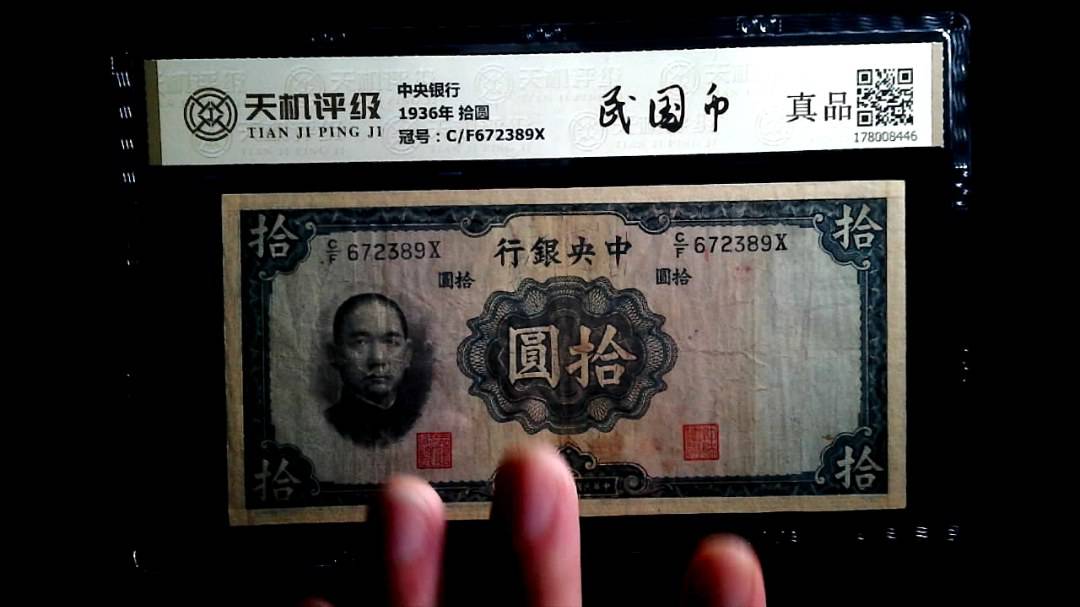 天机评级
TIAN JI PING JI
中央银行
1936年 拾圆
冠号：C/F672389X
民国币
真品
178008446
拾
拾
C/F 672389X
行銀央中
C/F 672389X
圓拾
圓拾
圓拾
拾
拾